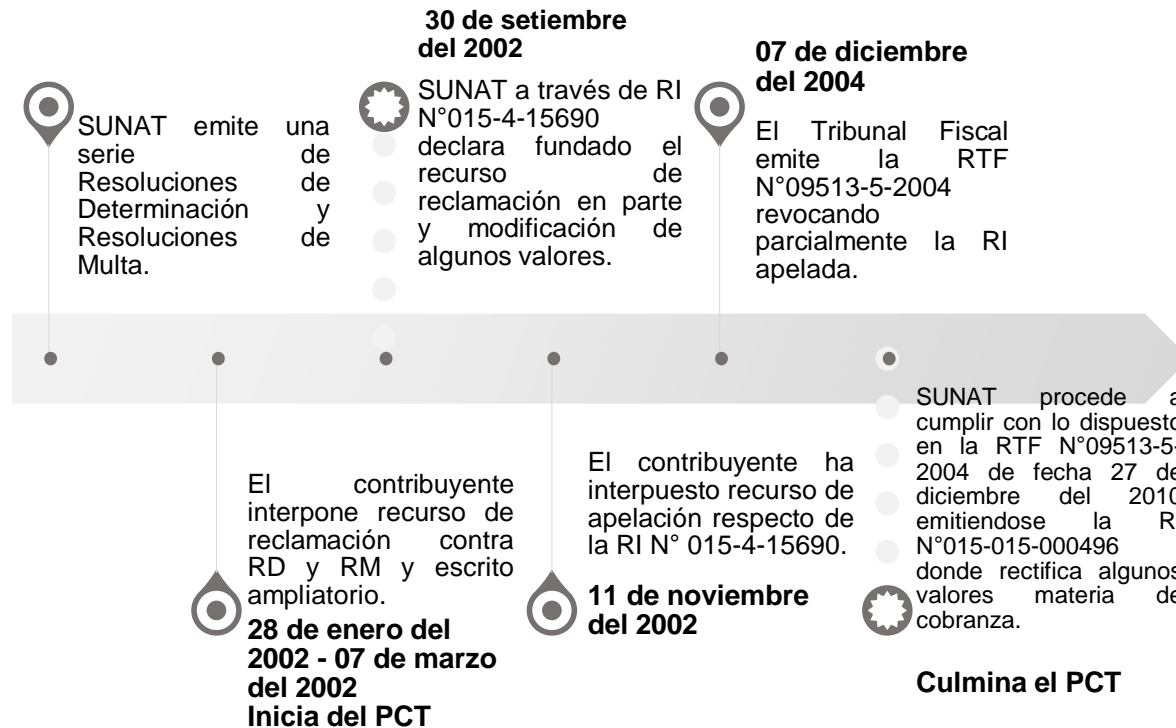 SUNAT emite una
serie de
Resoluciones de
Determinación y
Resoluciones de
Multa.
30 de setiembre
del 2002
SUNAT a través de RI
N°015-4-15690
declara fundado el
recurso de
reclamación en parte
y modificación de
algunos valores.
07 de diciembre
del 2004
El Tribunal Fiscal
emite la RTF
N°09513-5-2004
revocando
parcialmente la RI
apelada.
El contribuyente
interpone recurso de
reclamación contra
RD y RM y escrito
ampliatorio.
28 de enero del
2002 - 07 de marzo
del 2002
Inicia del PCT
El contribuyente ha
interpuesto recurso de
apelación respecto de
la RI N° 015-4-15690.
11 de noviembre
del 2002
SUNAT procede a
cumplir con lo dispuesto
en la RTF N°09513-5-
2004 de fecha 27 de
diciembre del 2010
emitiendose la R
N°015-015-000496
donde rectifica algunos
valores materia de
cobranza.
Culmina el PCT